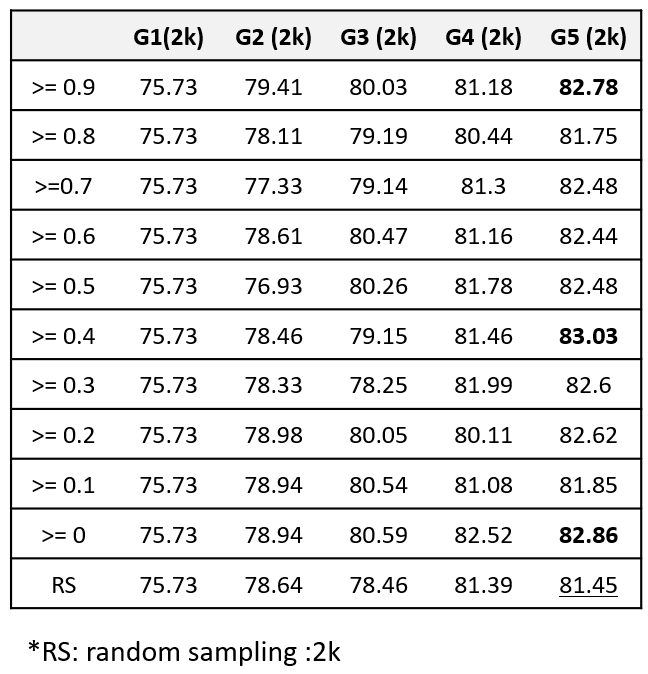 G1(2k) G2 (2k) G3 (2k) G4 (2k) G5 (2k)
>= 0.9 75.73 79.41 80.03 81.18 82.78
>= 0.8 75.73 78.11 79.19 80.44 81.75
>=0.7 75.73 77.33 79.14 81.3 82.48
>= 0.6 75.73 78.61 80.47 81.16 82.44
>= 0.5 75.73 76.93 80.26 81.78 82.48
>= 0.4 75.73 78.46 79.15 81.46 83.03
>= 0.3 75.73 78.33 78.25 81.99 82.6
>= 0.2 75.73 78.98 80.05 80.11 82.62
>= 0.1 75.73 78.94 80.54 81.08 81.85
>= 0 75.73 78.94 80.59 82.52 82.86
RS 75.73 78.64 78.46 81.39 81.45
*RS: random sampling :2k